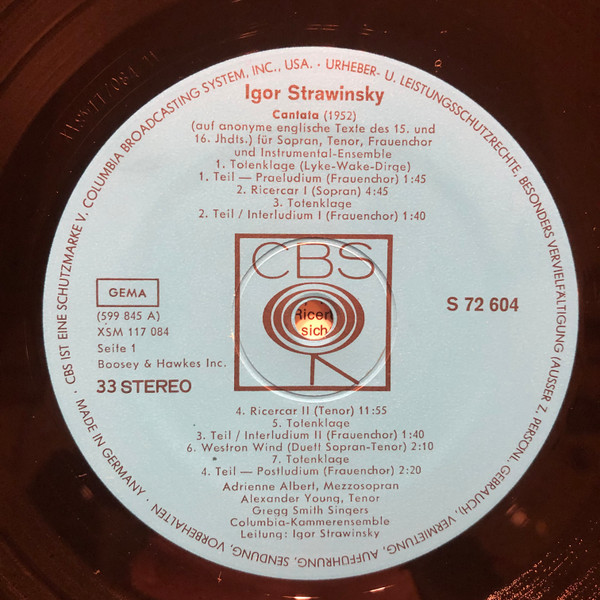 CBS IST EINE SCHUTZMARKE V. COLUMBIA BROADCASTING SYSTEM, INC., USA. · URHEBER- U. LEISTUNGSSCHUTZRECHTE, BESONDERS VERVIELFÄLTIGUNG (AUSSER Z. PERSÖNL. GEBRAUCH), VERMIETUNG, AUFFÜHRUNG, SENDUNG, VORBEHALTEN · MADE IN GERMANY ·
Igor Strawinsky
Cantata (1952)
(auf anonyme englische Texte des 15. und
16. Jhdts.) für Sopran, Tenor, Frauenchor
und Instrumental-Ensemble
1. Totenklage (Lyke-Wake-Dirge)
1. Teil — Praeludium (Frauenchor) 1:45
2. Ricercar I (Sopran) 4:45
3. Totenklage
2. Teil / Interludium I (Frauenchor) 1:40
CBS
GEMA
(599 845 A)
XSM 117 084
Seite 1
Boosey & Hawkes Inc.
33 STEREO
S 72 604
Ricer
sich
4. Ricercar II (Tenor) 11:55
5. Totenklage
3. Teil / Interludium II (Frauenchor) 1:40
6. Westron Wind (Duett Sopran-Tenor) 2:10
7. Totenklage
4. Teil — Postludium (Frauenchor) 2:20
Adrienne Albert, Mezzosopran
Alexander Young, Tenor
Gregg Smith Singers
Columbia-Kammerensemble
Leitung: Igor Strawinsky